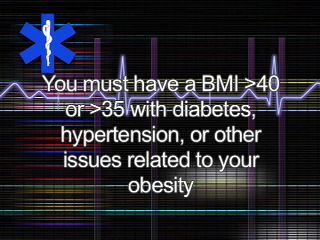 You must have a BMI >40
or >35 with diabetes,
hypertension, or other
issues related to your
obesity